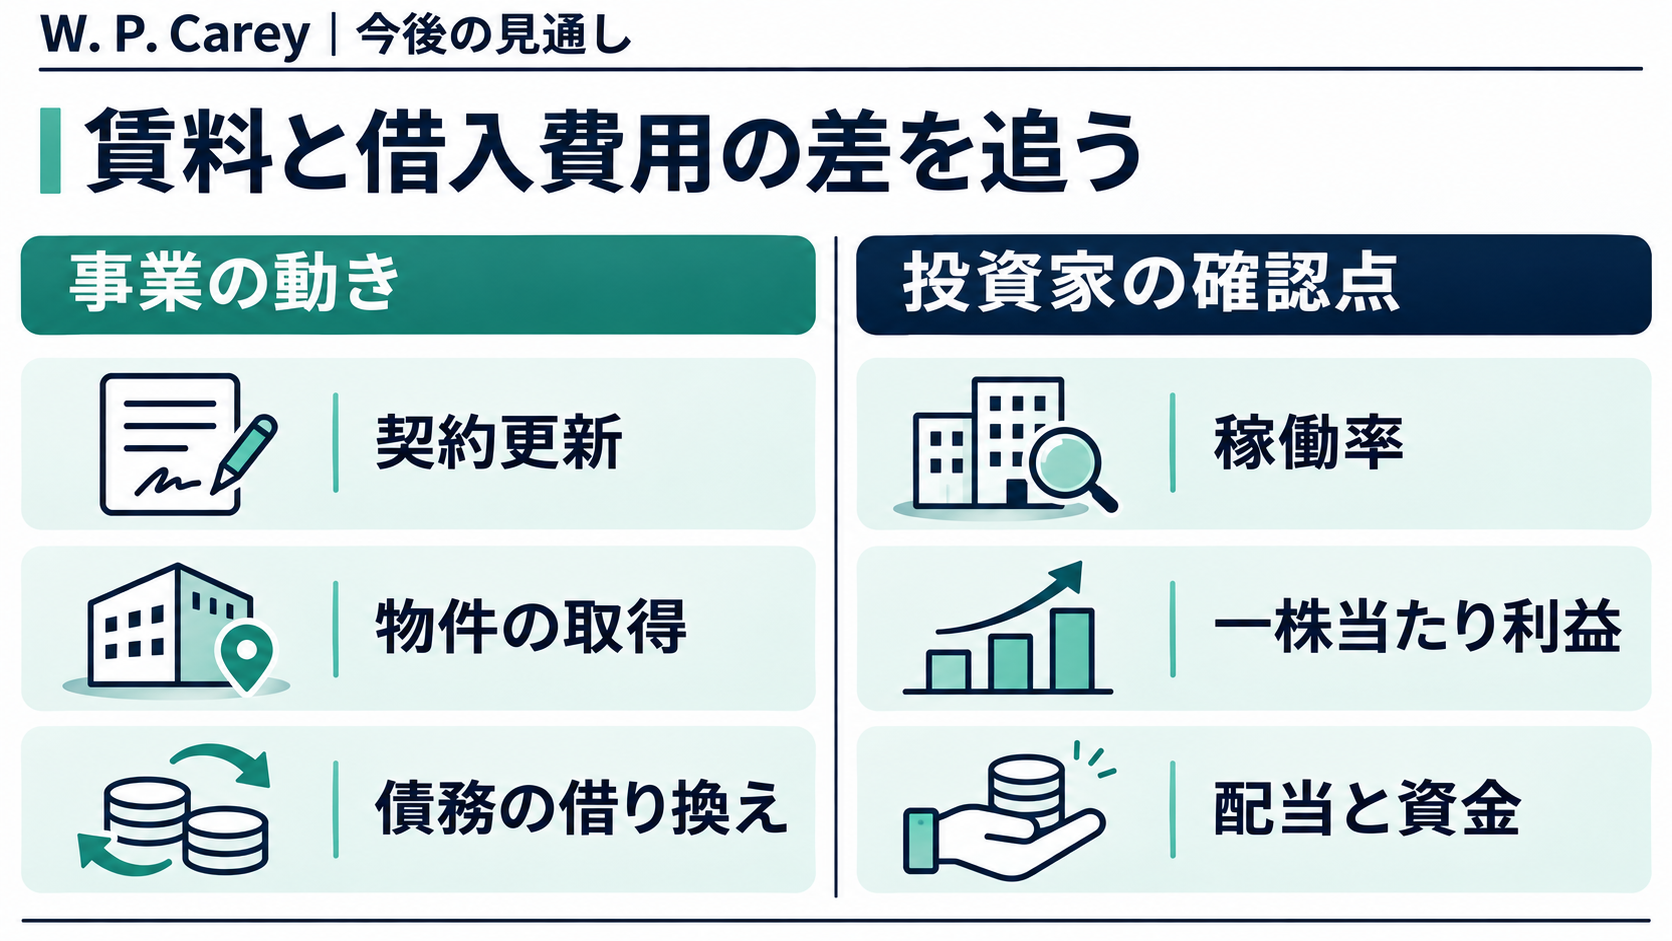 W. P. Carey｜今後の見通し
賃料と借入費用の差を追う
事業の動き
契約更新
物件の取得
債務の借り換え
投資家の確認点
稼働率
一株当たり利益
配当と資金